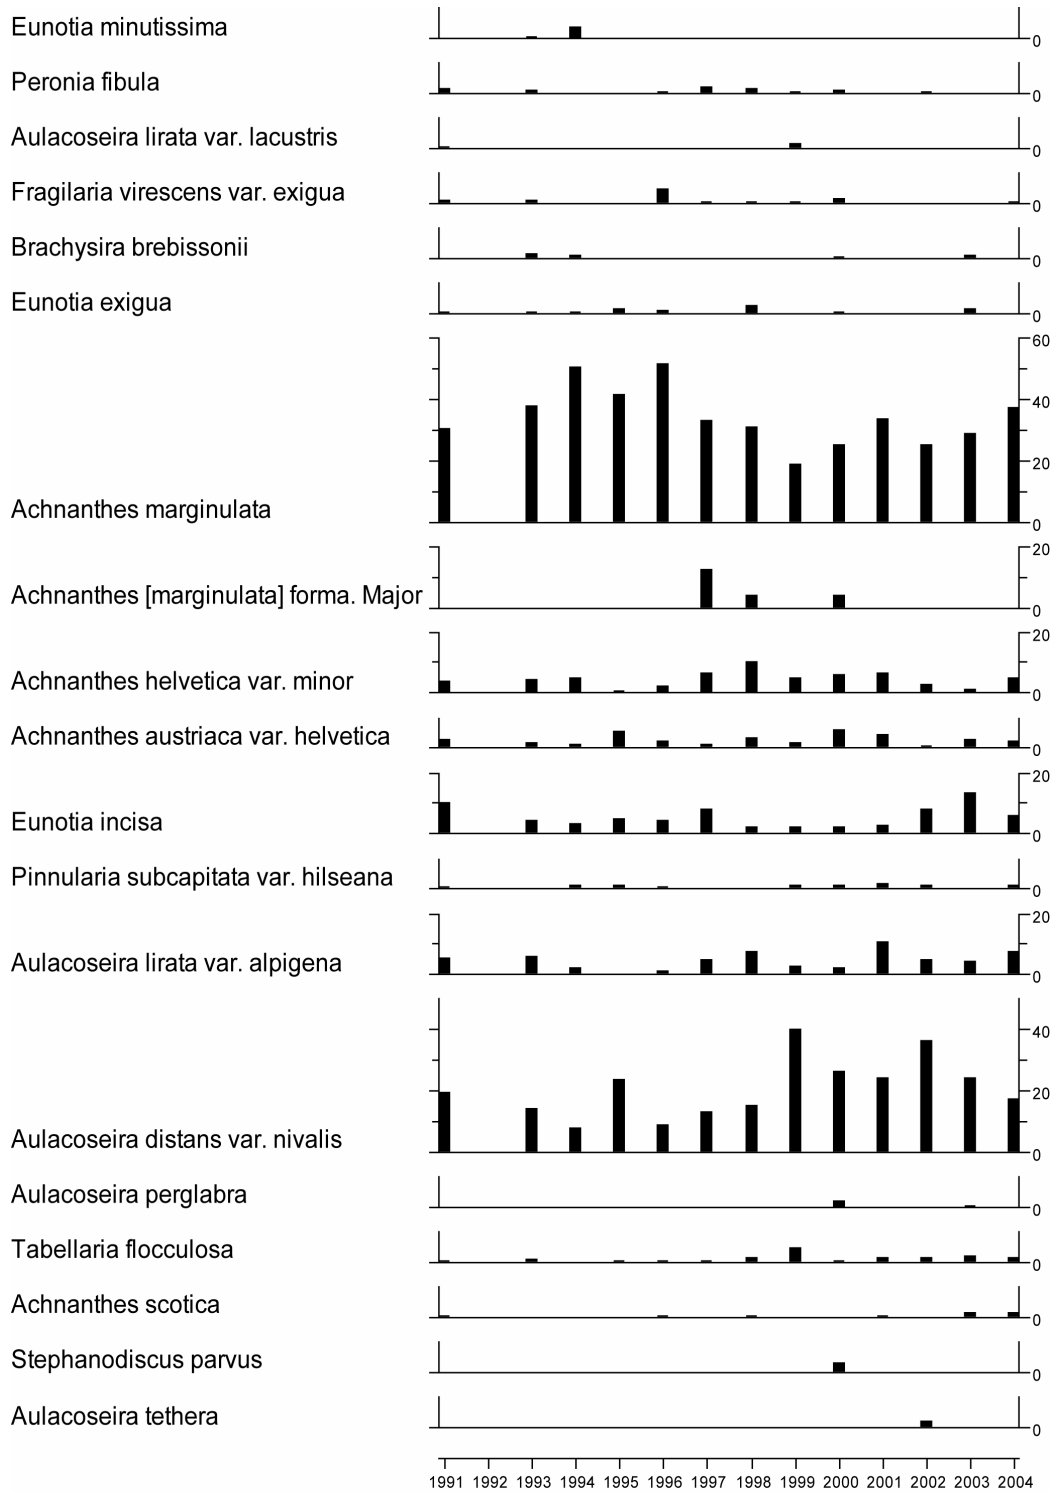 Eunotia minutissima 0
Peronia fibula 0
Aulacoseira lirata var. lacustris 0
Fragilaria virescens var. exigua 0
Brachysira brebissonii 0
Eunotia exigua 0
60
40
20
Achnanthes marginulata 0
20
Achnanthes [marginulata] forma. Major 0
20
Achnanthes helvetica var. minor 0
Achnanthes austriaca var. helvetica 0
20
Eunotia incisa 0
Pinnularia subcapitata var. hilseana 0
20
Aulacoseira lirata var. alpigena 0
40
20
Aulacoseira distans var. nivalis 0
Aulacoseira perglabra 0
Tabellaria flocculosa 0
Achnanthes scotica 0
Stephanodiscus parvus 0
Aulacoseira tethera 0
1991 1992 1993 1994 1995 1996 1997 1998 1999 2000 2001 2002 2003 2004